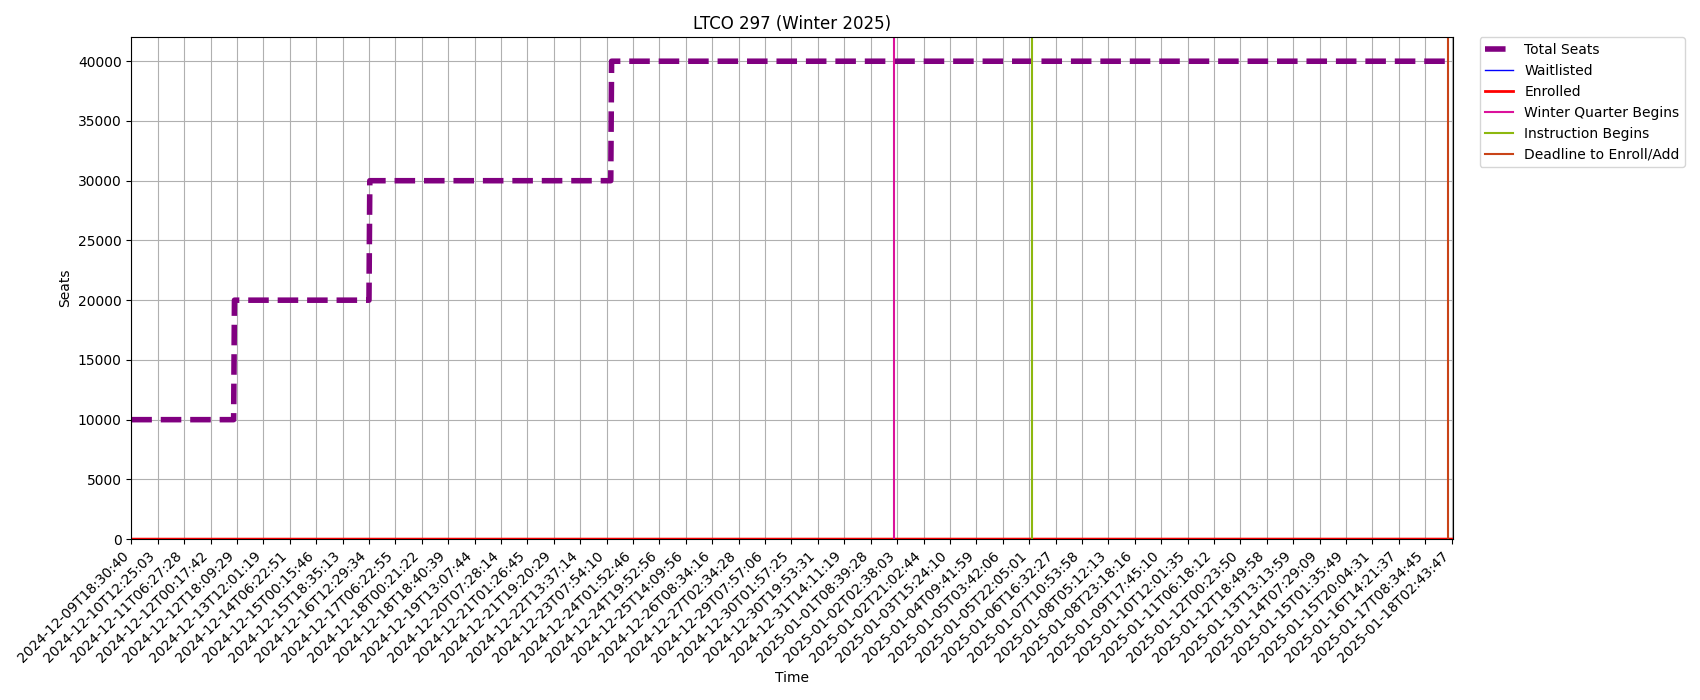 LTCO 297 (Winter 2025)
Total Seats
Waitlisted
Enrolled
Winter Quarter Begins
Instruction Begins
Deadline to Enroll/Add
Seats
40000
35000
30000
25000
20000
15000
10000
5000
0
2024-12-09T18:30:40
2024-12-10T12:25:03
2024-12-11T06:27:28
2024-12-12T00:17:42
2024-12-12T18:09:29
2024-12-13T12:01:19
2024-12-14T06:22:51
2024-12-15T00:15:46
2024-12-15T18:35:13
2024-12-16T12:29:34
2024-12-17T06:22:55
2024-12-18T00:21:22
2024-12-18T18:40:39
2024-12-19T13:07:44
2024-12-20T07:28:14
2024-12-21T01:26:45
2024-12-21T19:20:29
2024-12-22T13:37:14
2024-12-23T07:54:10
2024-12-24T01:52:46
2024-12-24T19:52:56
2024-12-25T14:09:56
2024-12-26T08:34:16
2024-12-27T02:34:28
2024-12-29T07:57:06
2024-12-30T01:57:25
2024-12-30T19:53:31
2024-12-31T14:11:19
2025-01-01T08:39:28
2025-01-02T02:38:03
2025-01-02T21:02:44
2025-01-03T15:24:10
2025-01-04T09:41:59
2025-01-05T03:42:06
2025-01-05T22:05:01
2025-01-06T16:32:27
2025-01-07T10:53:58
2025-01-08T05:12:13
2025-01-08T23:18:16
2025-01-09T17:45:10
2025-01-10T12:01:35
2025-01-11T06:18:12
2025-01-12T00:23:50
2025-01-12T18:49:58
2025-01-13T13:13:59
2025-01-14T07:29:09
2025-01-15T01:35:49
2025-01-15T20:04:31
2025-01-16T14:21:37
2025-01-17T08:34:45
2025-01-18T02:43:47
Time